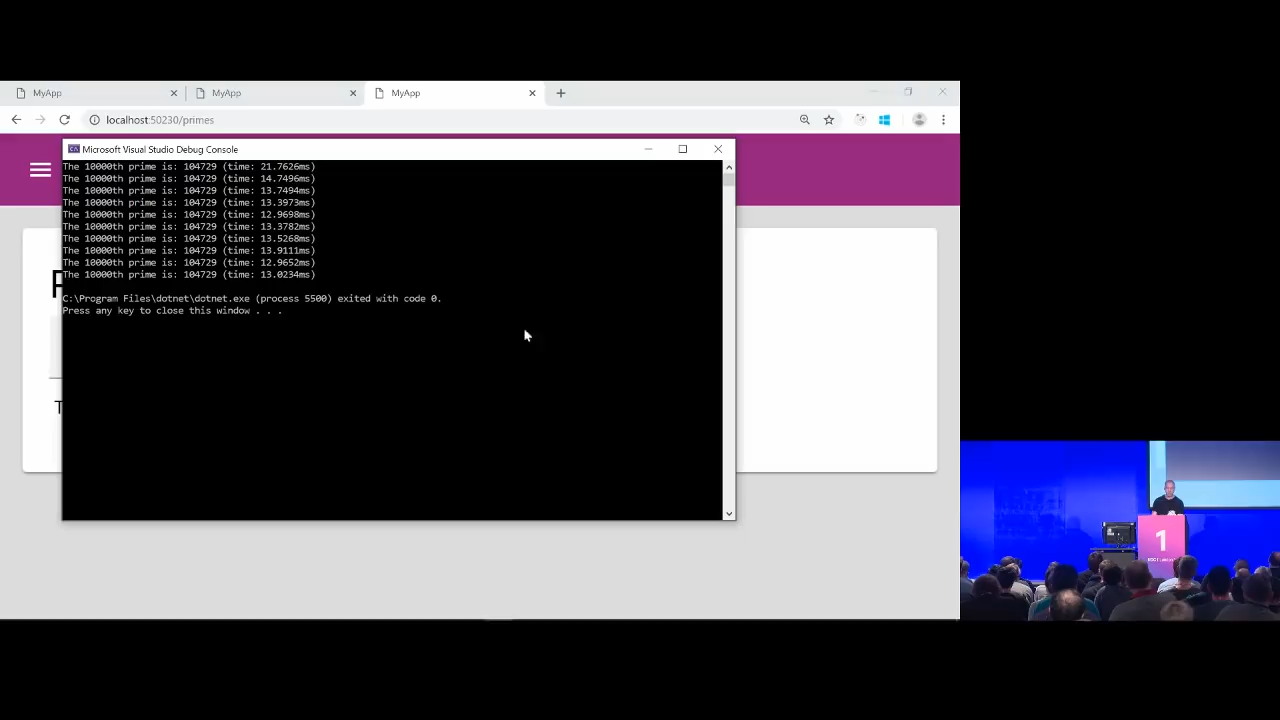 MyApp
MyApp
MyApp
localhost:50230/primes
Microsoft Visual Studio Debug Console
The 10000th prime is: 104729 (time: 21.7626ms)
The 10000th prime is: 104729 (time: 14.7496ms)
The 10000th prime is: 104729 (time: 13.7494ms)
The 10000th prime is: 104729 (time: 13.3973ms)
The 10000th prime is: 104729 (time: 12.9698ms)
The 10000th prime is: 104729 (time: 13.3782ms)
The 10000th prime is: 104729 (time: 13.5268ms)
The 10000th prime is: 104729 (time: 13.9111ms)
The 10000th prime is: 104729 (time: 12.9652ms)
The 10000th prime is: 104729 (time: 13.0234ms)
C:\Program Files\dotnet\dotnet.exe (process 5500) exited with code 0.
Press any key to close this window . . .
1